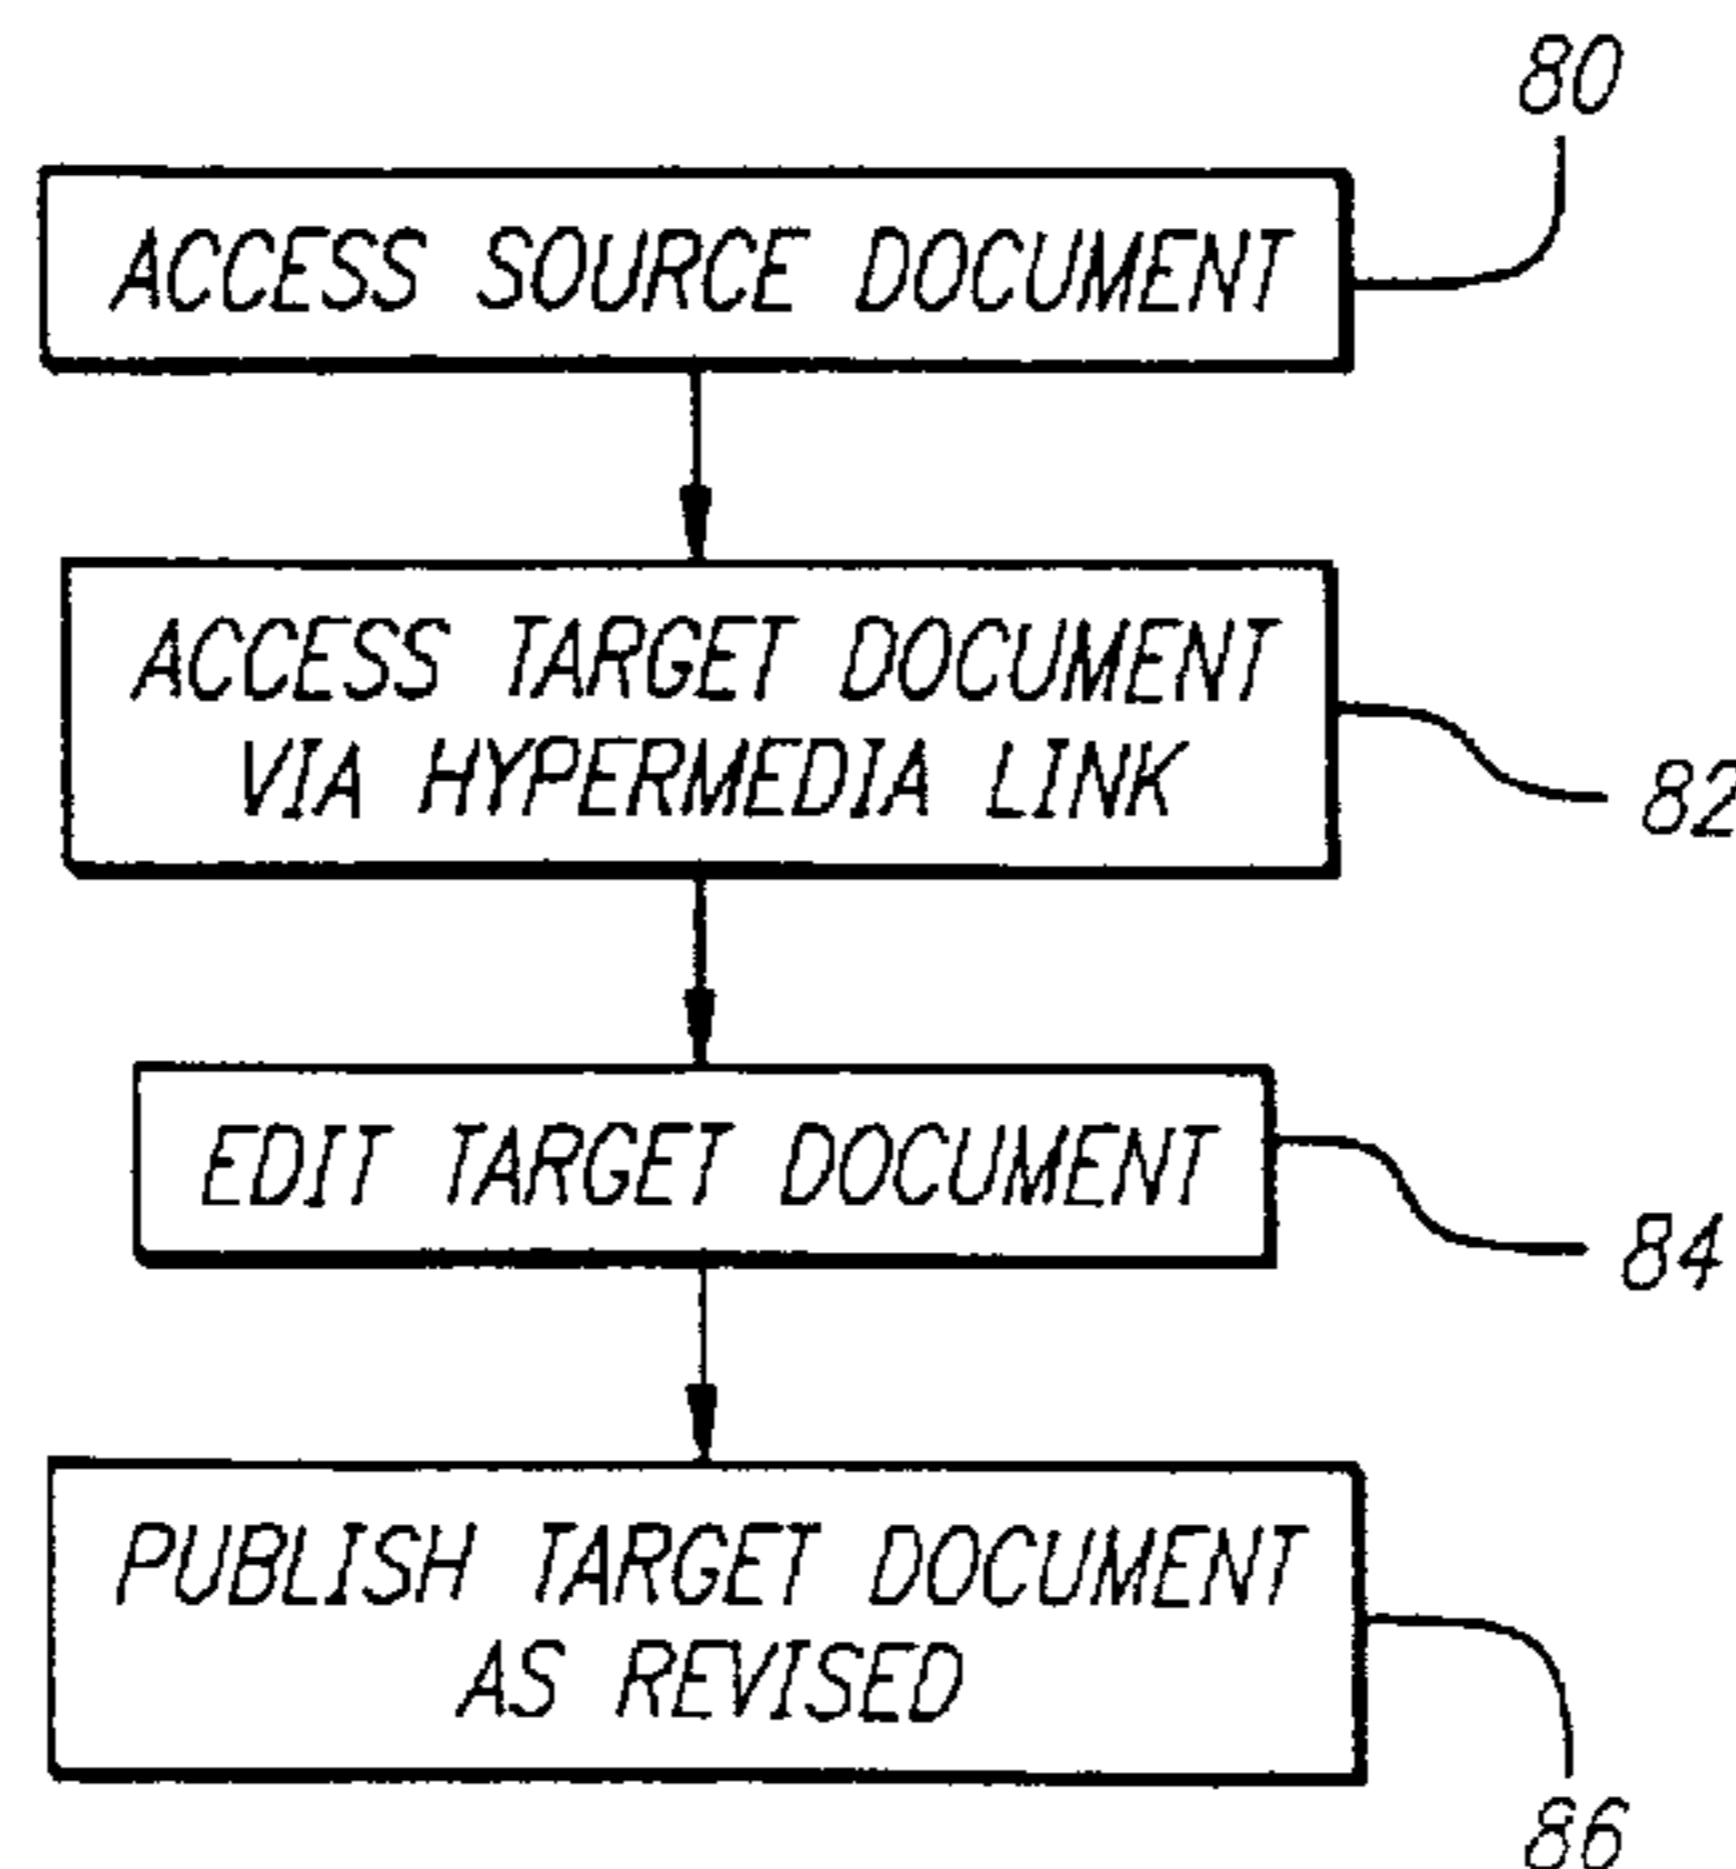 80
ACCESS SOURCE DOCUMENT
ACCESS TARGET DOCUMENT
VIA HYPERMEDIA LINK
82
EDIT TARGET DOCUMENT
84
PUBLISH TARGET DOCUMENT
AS REVISED
86